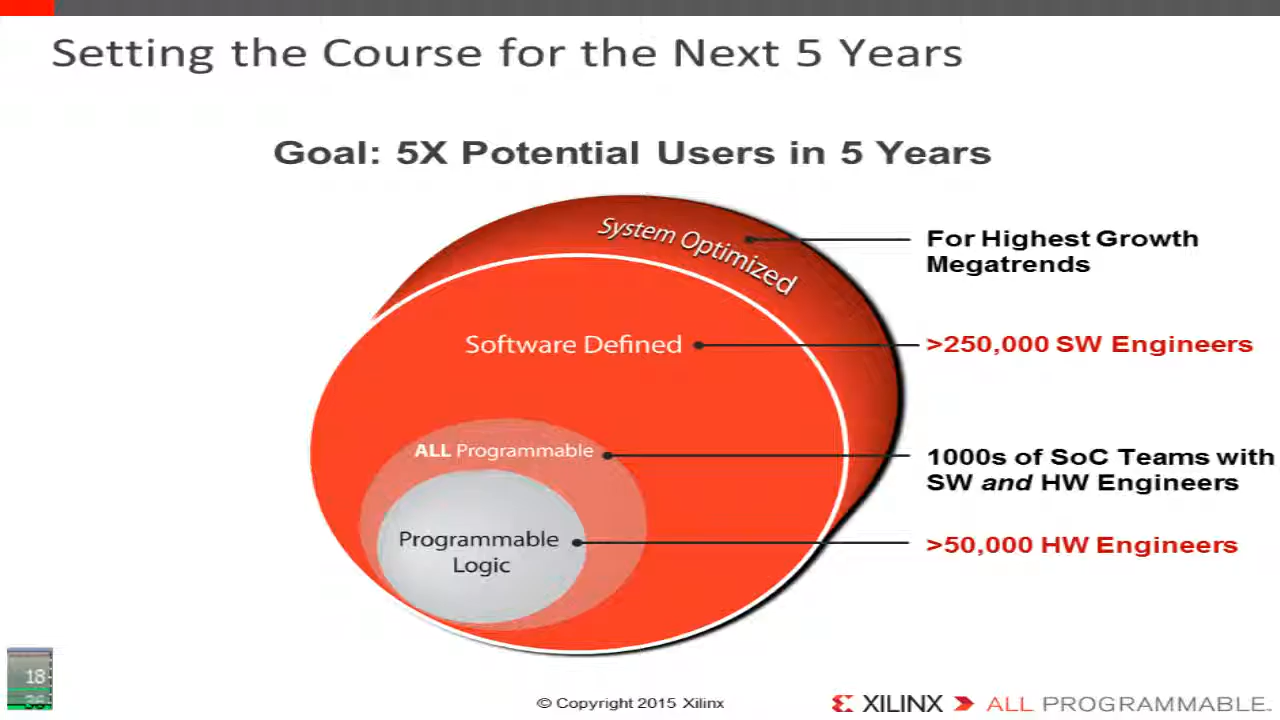 Setting the Course for the Next 5 Years
Goal: 5X Potential Users in 5 Years
System Optimized
For Highest Growth
Megatrends
Software Defined
>250,000 SW Engineers
ALL Programmable
1000s of SoC Teams with
SW and HW Engineers
Programmable
Logic
>50,000 HW Engineers
18
© Copyright 2015 Xilinx
XILINX
ALL PROGRAMMABLE.